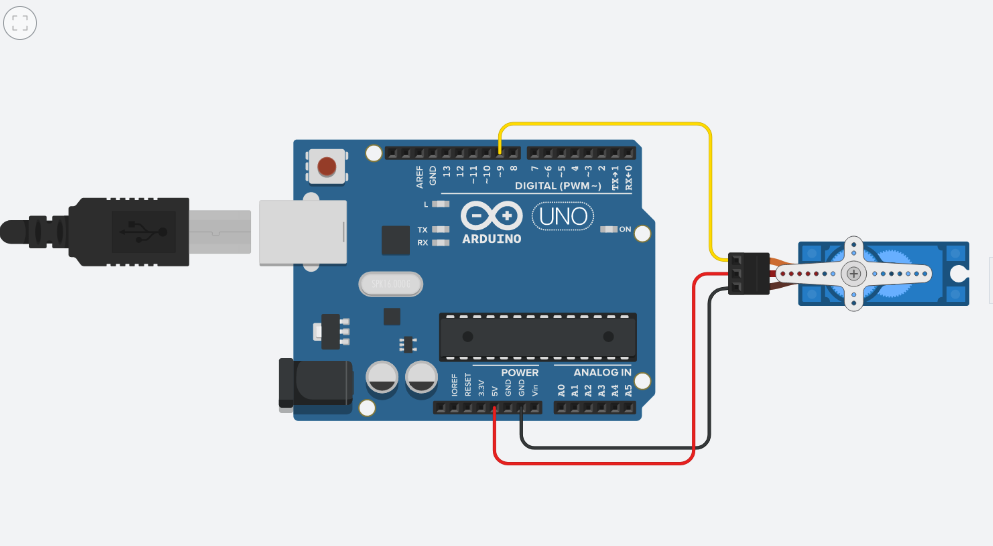 AREF
GND
13
12
~11
~10
~9
8
7
~6
~5
4
~3
2
TX→1
RX←0
DIGITAL (PWM~)
L
TX
RX
ARDUINO
UNO
ON
POWER
ANALOG IN
IOREF
RESET
3.3V
5V
GND
GND
Vin
A0
A1
A2
A3
A4
A5